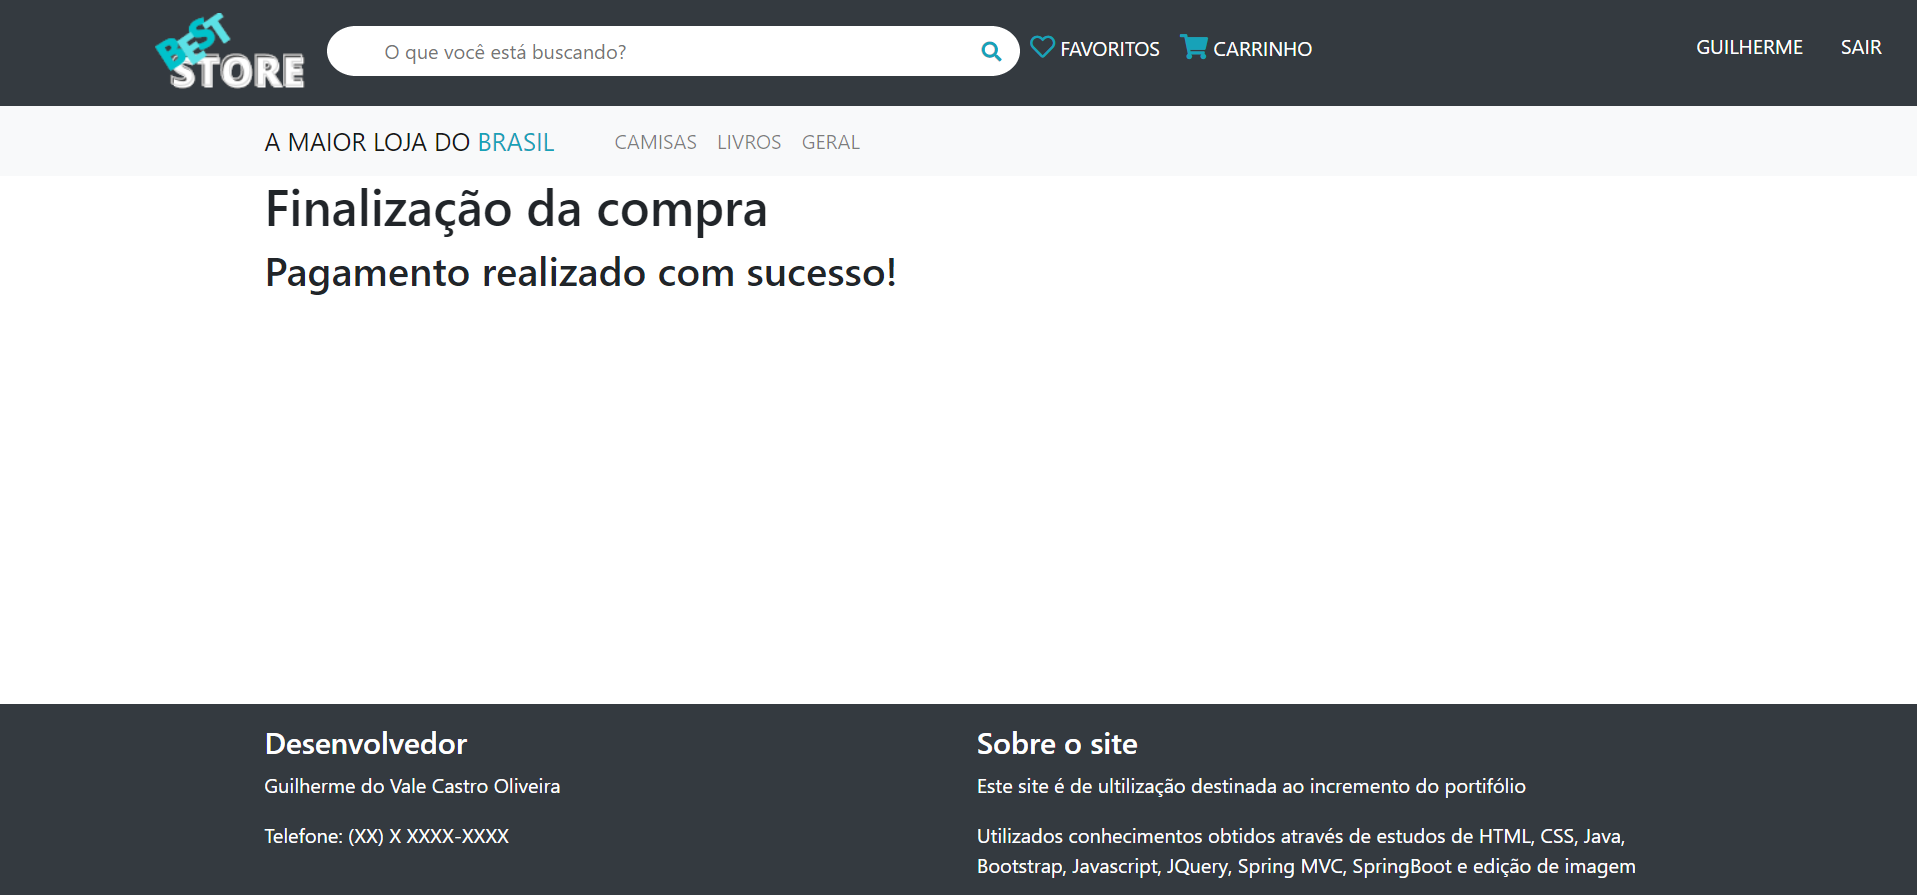 BEST
STORE
O que você está buscando?
FAVORITOS
CARRINHO
GUILHERME
SAIR
A MAIOR LOJA DO BRASIL
CAMISAS
LIVROS
GERAL
Finalização da compra
Pagamento realizado com sucesso!
Desenvolvedor
Guilherme do Vale Castro Oliveira
Telefone: (XX) X XXXX-XXXX
Sobre o site
Este site é de ultilização destinada ao incremento do portifólio
Utilizados conhecimentos obtidos através de estudos de HTML, CSS, Java,
Bootstrap, Javascript, JQuery, Spring MVC, SpringBoot e edição de imagem